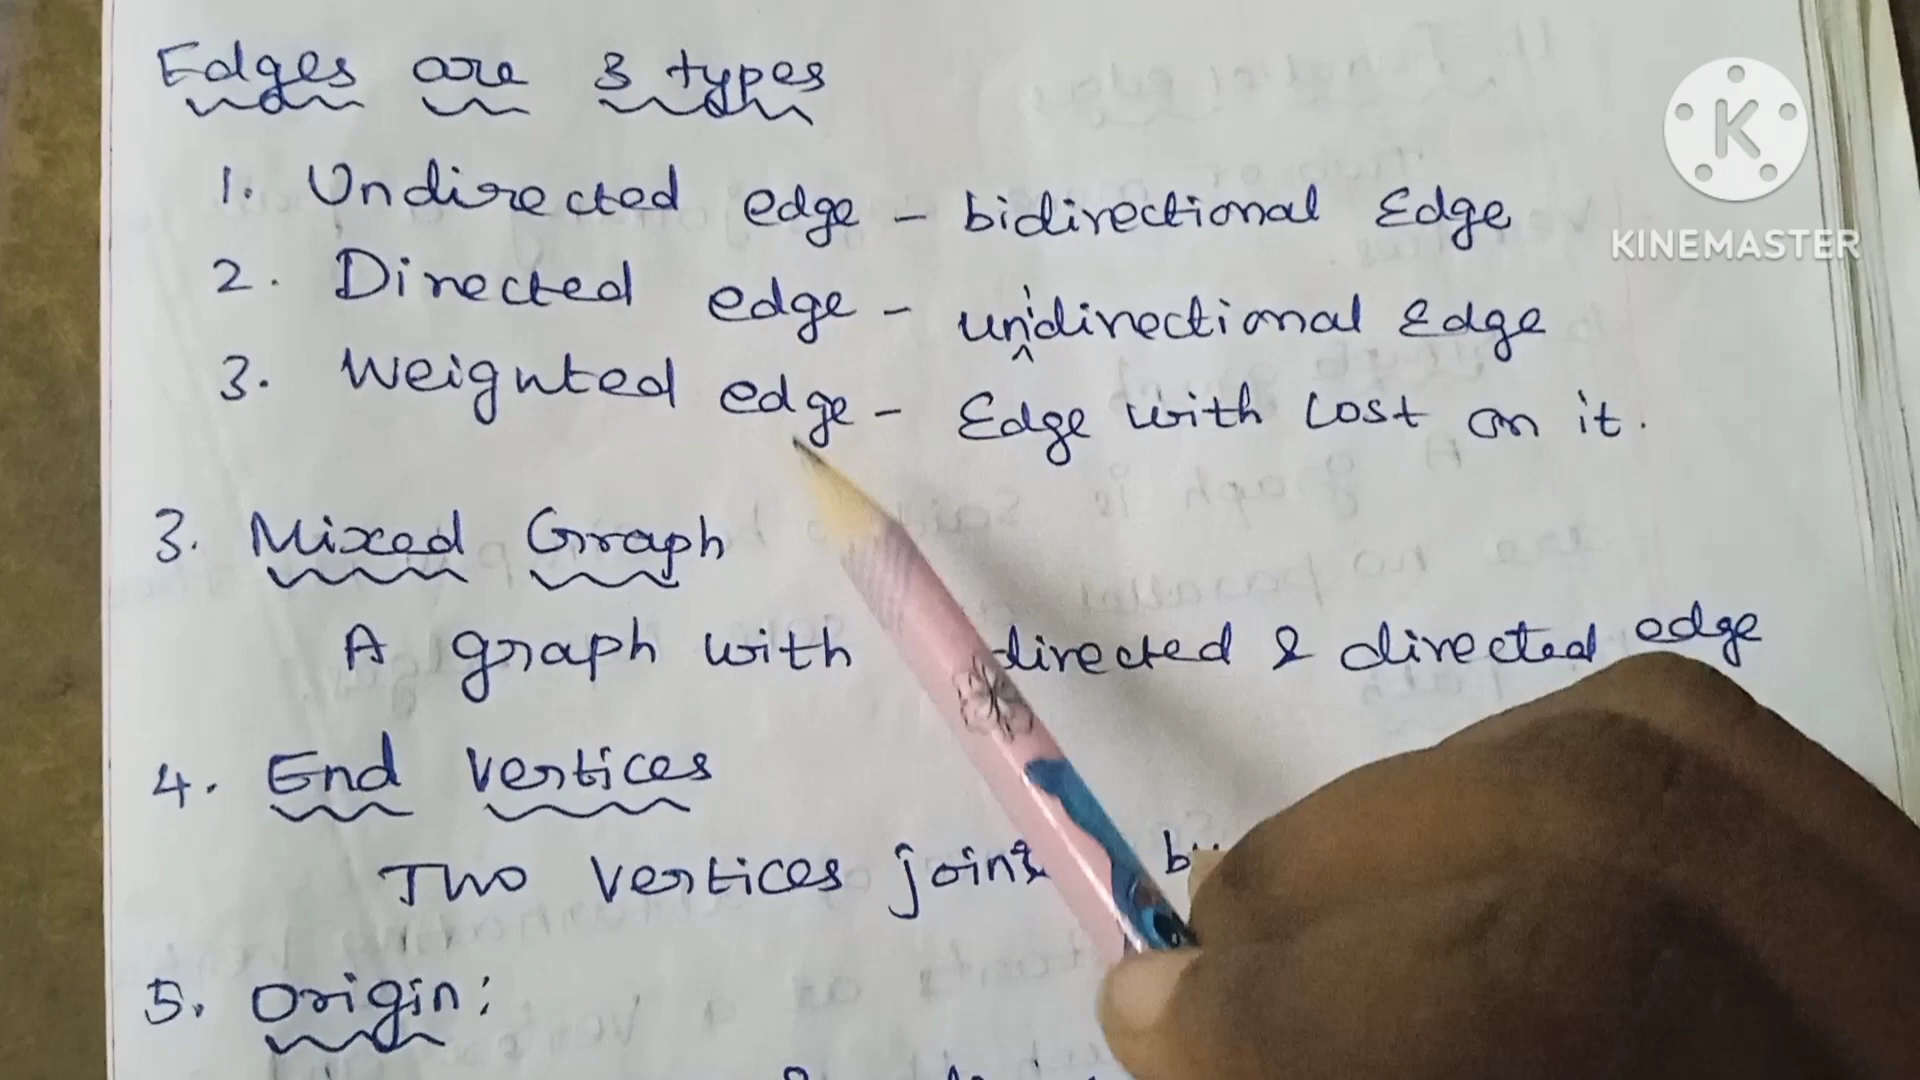 Edges are 3 types
1. Undirected edge - bidirectional Edge
2. Directed edge - unidirectional Edge
3. Weighted edge - Edge with cost on it.
3. Mixed Graph
A graph with directed & directed edge
4. End vertices
Two vertices joint by
5. Origin:
K
KINEMASTER